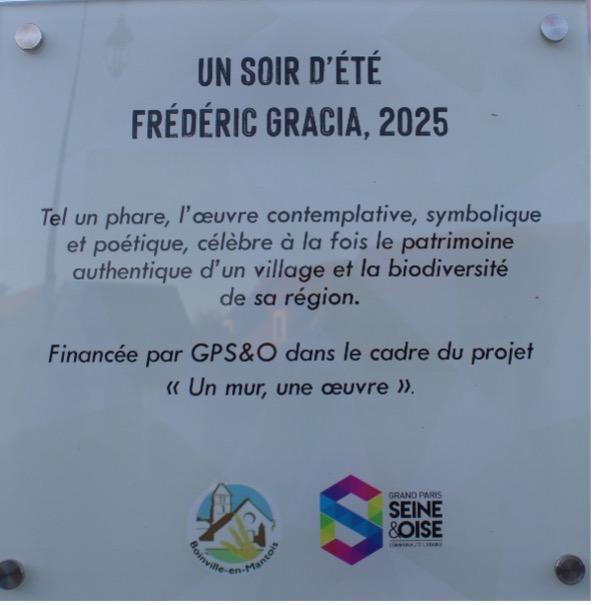 UN SOIR D'ÉTÉ
FRÉDÉRIC GRACIA, 2025
Tel un phare, l'œuvre contemplative, symbolique
et poétique, célèbre à la fois le patrimoine
authentique d'un village et la biodiversité
de sa région.
Financée par GPS&O dans le cadre du projet
« Un mur, une œuvre ».
Boinville-en-Mantois
GRAND PARIS
SEINE
&OISE
COMMUNAUTÉ URBAINE